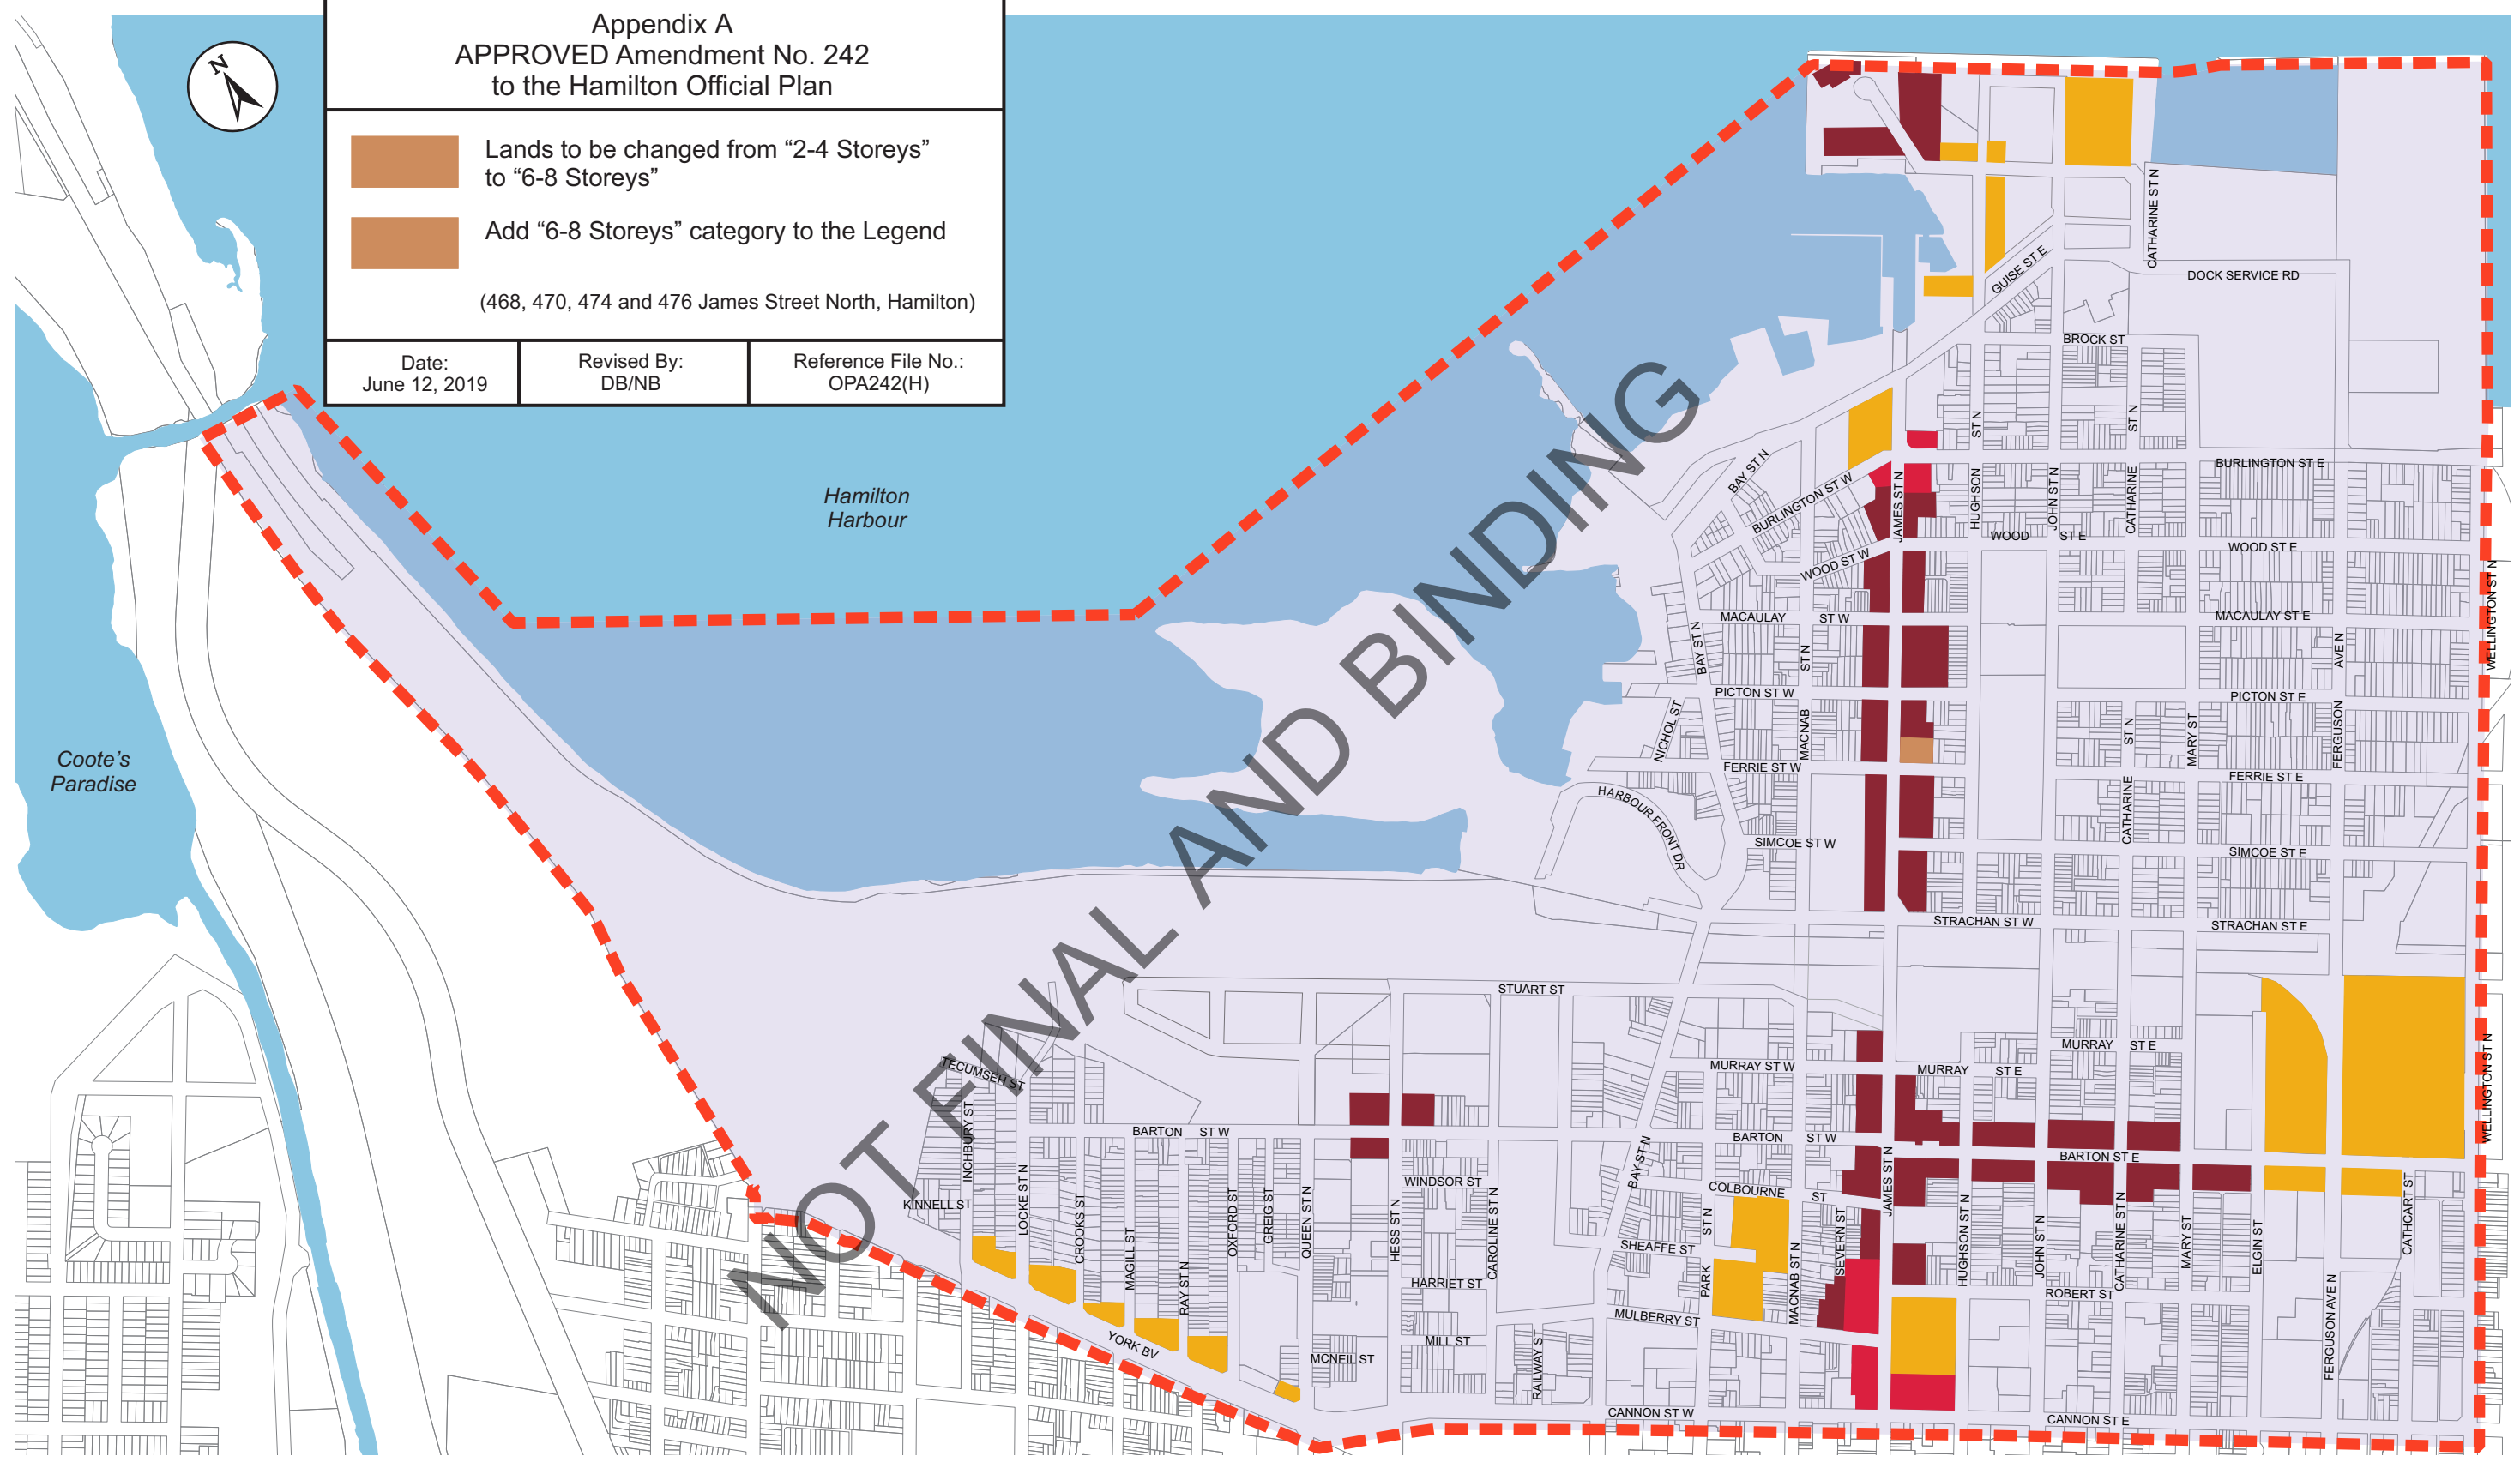 Appendix A
APPROVED Amendment No. 242
to the Hamilton Official Plan
Lands to be changed from “2-4 Storeys”
to “6-8 Storeys”
Add “6-8 Storeys” category to the Legend
(468, 470, 474 and 476 James Street North, Hamilton)
Date:
June 12, 2019
Revised By:
DB/NB
Reference File No.:
OPA242(H)
N
Hamilton
Harbour
Coote’s
Paradise
NOT FINAL AND BINDING
CATHARINE ST N
GUISE ST E
DOCK SERVICE RD
BROCK ST
ST N
ST N
BAY ST N
BURLINGTON ST W
BURLINGTON ST E
JAMES ST N
HUGHSON
JOHN ST N
CATHARINE
WOOD ST E
WOOD ST E
WOOD ST W
WELLINGTON ST N
MACAULAY ST W
MACAULAY ST E
BAY ST N
ST N
AVE N
PICTON ST W
PICTON ST E
NICHOL ST
MACNAB
ST N
MARY ST
FERGUSON
FERRIE ST W
FERRIE ST E
HARBOUR FRONT DR
CATHARINE
SIMCOE ST W
SIMCOE ST E
STRACHAN ST W
STRACHAN ST E
STUART ST
MURRAY ST E
TECUMSEH ST
MURRAY ST W
MURRAY ST E
WELLINGTON ST N
INCHBURY ST
BARTON ST W
BARTON ST W
BARTON ST E
KINNELL ST
LOCKE ST N
CROOKS ST
MAGILL ST
RAY ST N
OXFORD ST
GREIG ST
QUEEN ST N
HESS ST N
WINDSOR ST
CAROLINE ST N
BAY ST N
COLBOURNE ST
JAMES ST N
ST N
SHEAFFE ST
PARK
MACNAB ST N
SEVERN ST
HUGHSON ST N
JOHN ST N
CATHARINE ST N
MARY ST
ELGIN ST
CATHCART ST
HARRIET ST
ROBERT ST
MULBERRY ST
FERGUSON AVE N
YORK BV
MCNEIL ST
MILL ST
RAILWAY ST
CANNON ST W
CANNON ST E